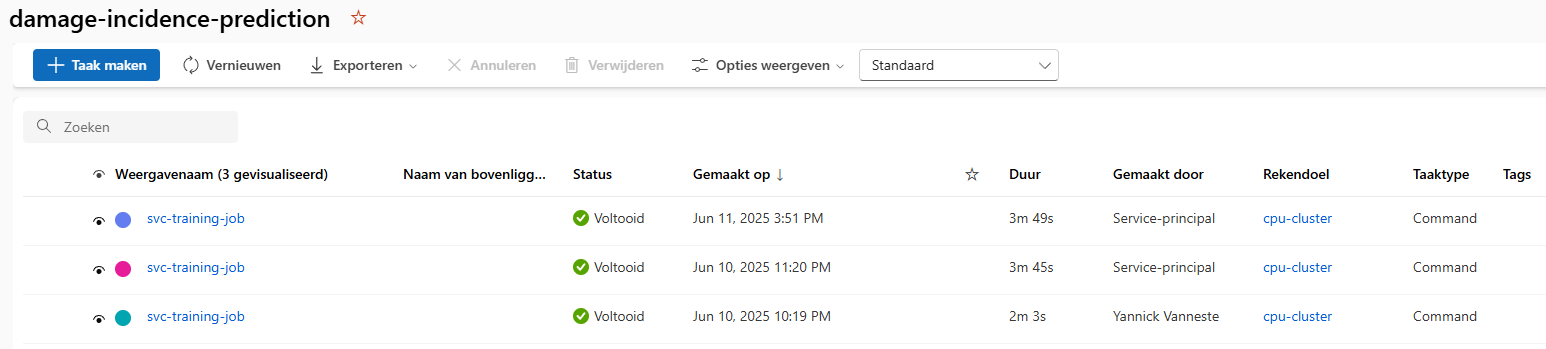 damage-incidence-prediction
Taak maken Vernieuwen Exporteren Annuleren Verwijderen Opties weergeven Standaard
Zoeken
Weergavenaam (3 gevisualiseerd) Naam van bovenligg... Status Gemaakt op ↓ Duur Gemaakt door Rekendoel Taaktype Tags
svc-training-job Voltooid Jun 11, 2025 3:51 PM 3m 49s Service-principal cpu-cluster Command
svc-training-job Voltooid Jun 10, 2025 11:20 PM 3m 45s Service-principal cpu-cluster Command
svc-training-job Voltooid Jun 10, 2025 10:19 PM 2m 3s Yannick Vanneste cpu-cluster Command